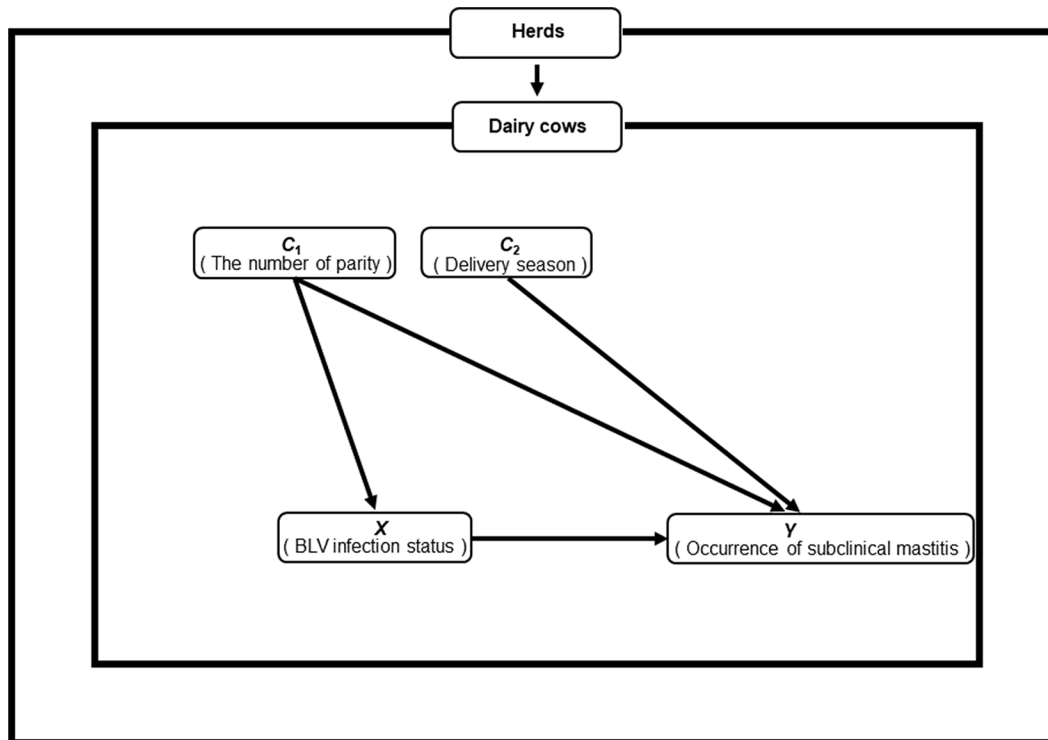 Herds
Dairy cows
C₁
( The number of parity )
C₂
( Delivery season )
X
( BLV infection status )
Y
( Occurrence of subclinical mastitis )